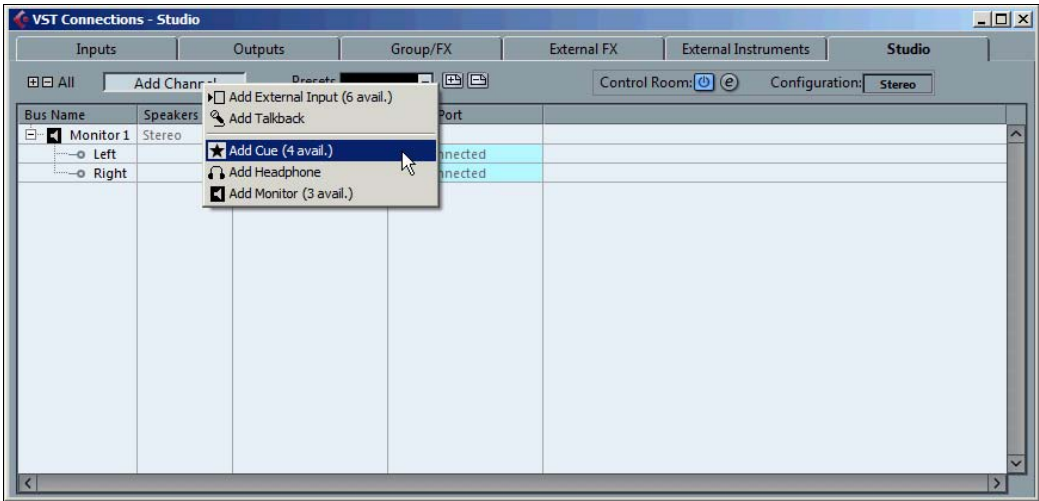 VST Connections - Studio
Inputs Outputs Group/FX External FX External Instruments Studio
All Add Channel Presets Control Room: e Configuration: Stereo
Add External Input (6 avail.)
Bus Name Speakers Add Talkback Port
Monitor 1 Stereo
Left Add Cue (4 avail.) nnected
Right Add Headphone nnected
Add Monitor (3 avail.)